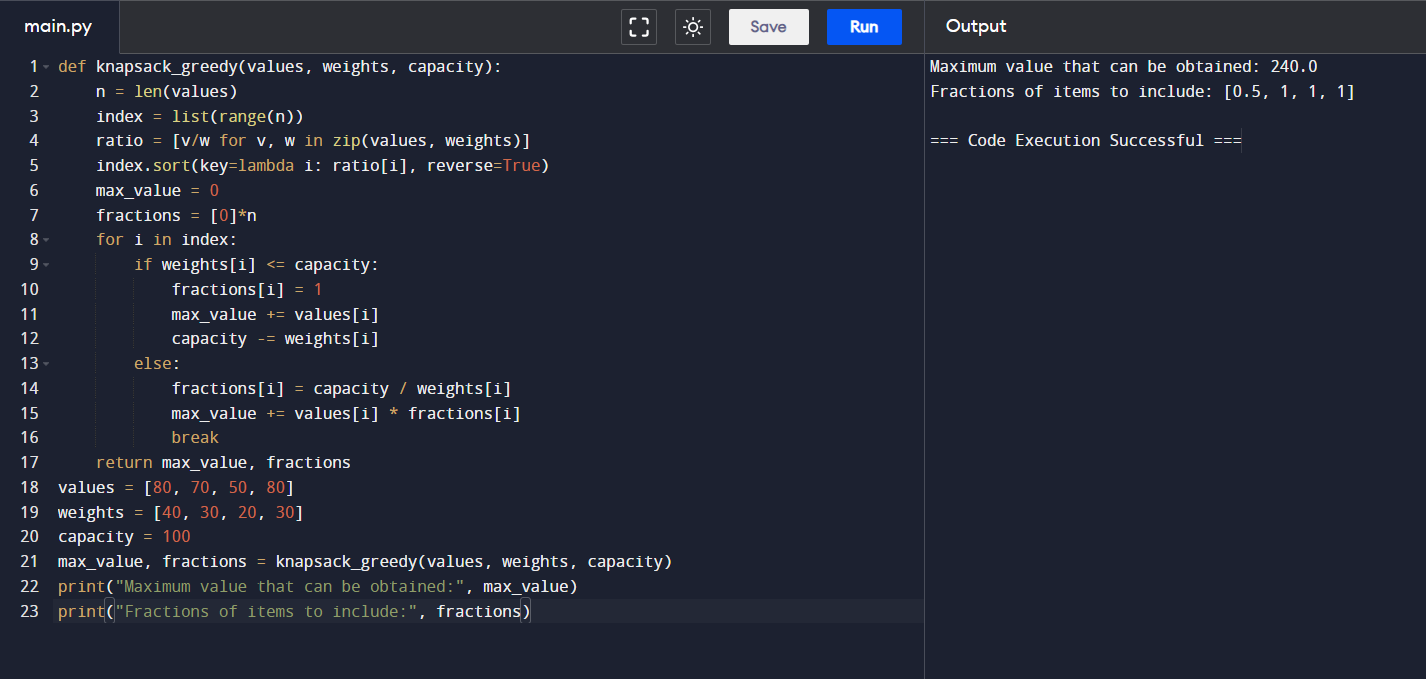 main.py
Save
Run
Output
1 def knapsack_greedy(values, weights, capacity):
2     n = len(values)
3     index = list(range(n))
4     ratio = [v/w for v, w in zip(values, weights)]
5     index.sort(key=lambda i: ratio[i], reverse=True)
6     max_value = 0
7     fractions = [0]*n
8     for i in index:
9         if weights[i] <= capacity:
10             fractions[i] = 1
11             max_value += values[i]
12             capacity -= weights[i]
13         else:
14             fractions[i] = capacity / weights[i]
15             max_value += values[i] * fractions[i]
16             break
17     return max_value, fractions
18 values = [80, 70, 50, 80]
19 weights = [40, 30, 20, 30]
20 capacity = 100
21 max_value, fractions = knapsack_greedy(values, weights, capacity)
22 print("Maximum value that can be obtained:", max_value)
23 print("Fractions of items to include:", fractions)
Maximum value that can be obtained: 240.0
Fractions of items to include: [0.5, 1, 1, 1]
=== Code Execution Successful ===